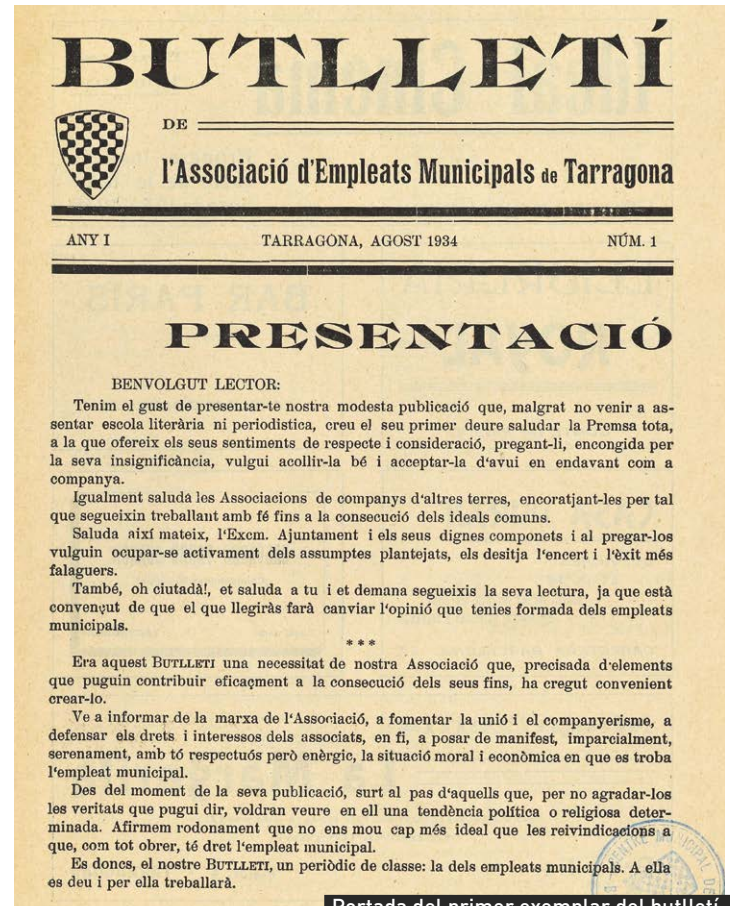 BUTLLETÍ
DE
l'Associació d'Empleats Municipals de Tarragona
ANY I TARRAGONA, AGOST 1934 NÚM. 1
PRESENTACIÓ
BENVOLGUT LECTOR:
Tenim el gust de presentar-te nostra modesta publicació que, malgrat no venir a as-
sentar escola literària ni periodistica, creu el seu primer deure saludar la Premsa tota,
a la que ofereix els seus sentiments de respecte i consideració, pregant-li, encongida per
la seva insignificància, vulgui acollir-la bé i acceptar-la d'avui en endavant com a
companya.
Igualment saluda les Associacions de companys d'altres terres, encoratjant-les per tal
que segueixin treballant amb fé fins a la consecució dels ideals comuns.
Saluda així mateix, l'Excm. Ajuntament i els seus dignes componets i al pregar-los
vulguin ocupar-se activament dels assumptes plantejats, els desitja l'encert i l'èxit més
falaguers.
També, oh ciutadà!, et saluda a tu i et demana segueixis la seva lectura, ja que està
convençut de que el que llegiràs farà canviar l'opinió que tenies formada dels empleats
municipals.
* * *
Era aquest BUTLLETI una necessitat de nostra Associació que, precisada d'elements
que puguin contribuir eficaçment a la consecució dels seus fins, ha cregut convenient
crear-lo.
Ve a informar de la marxa de l'Associació, a fomentar la unió i el companyerisme, a
defensar els drets i interessos dels associats, en fi, a posar de manifest, imparcialment,
serenament, amb tó respectuós però enèrgic, la situació moral i econòmica en que es troba
l'empleat municipal.
Des del moment de la seva publicació, surt al pas d'aquells que, per no agradar-los
les veritats que pugui dir, voldran veure en ell una tendència política o religiosa deter-
minada. Afirmem rodonament que no ens mou cap més ideal que les reivindicacions a
que, com tot obrer, té dret l'empleat municipal.
Es doncs, el nostre BUTLLETI, un periòdic de classe: la dels empleats municipals. A ella
es deu i per ella treballarà.
Portada del primer exemplar del butlletí